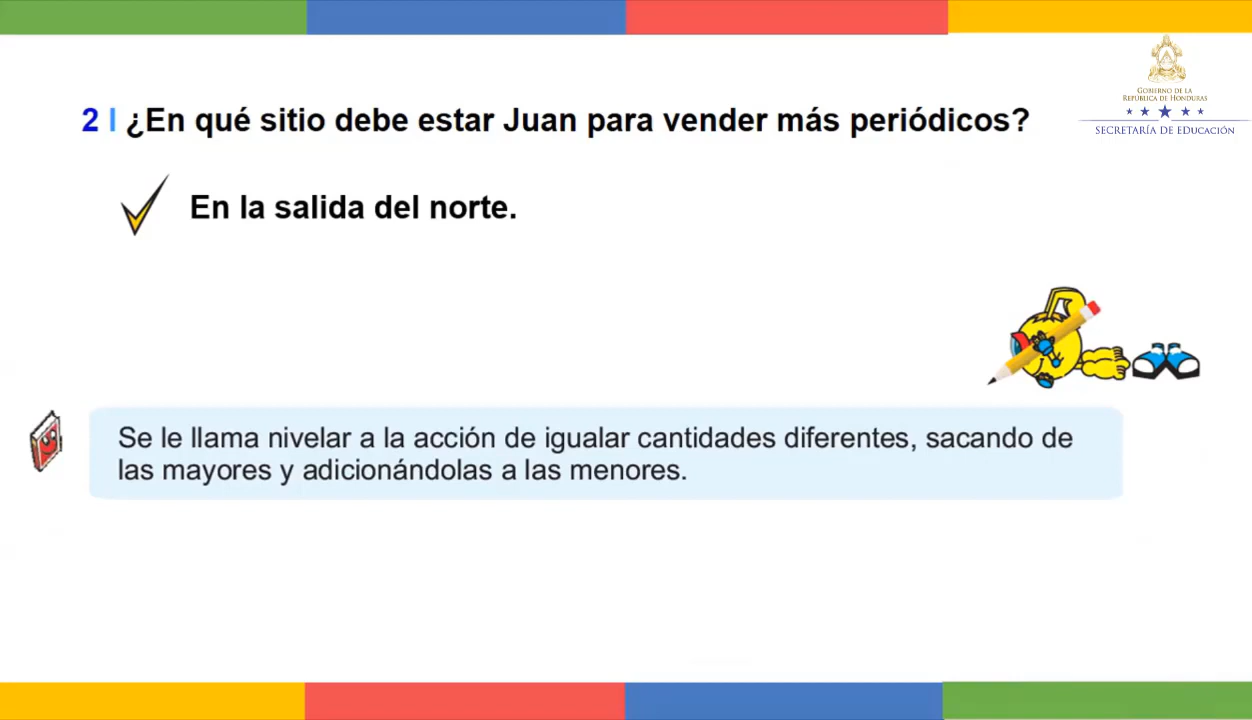 GOBIERNO DE LA
REPÚBLICA DE HONDURAS
SECRETARÍA DE EDUCACIÓN
2 | ¿En qué sitio debe estar Juan para vender más periódicos?
En la salida del norte.
Se le llama nivelar a la acción de igualar cantidades diferentes, sacando de
las mayores y adicionándolas a las menores.